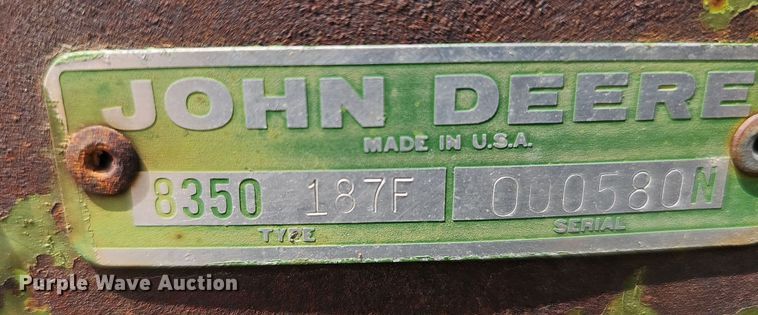 JOHN DEERE
MADE IN U.S.A.
8350 187F 000580N
TYPE SERIAL
Purple Wave Auction